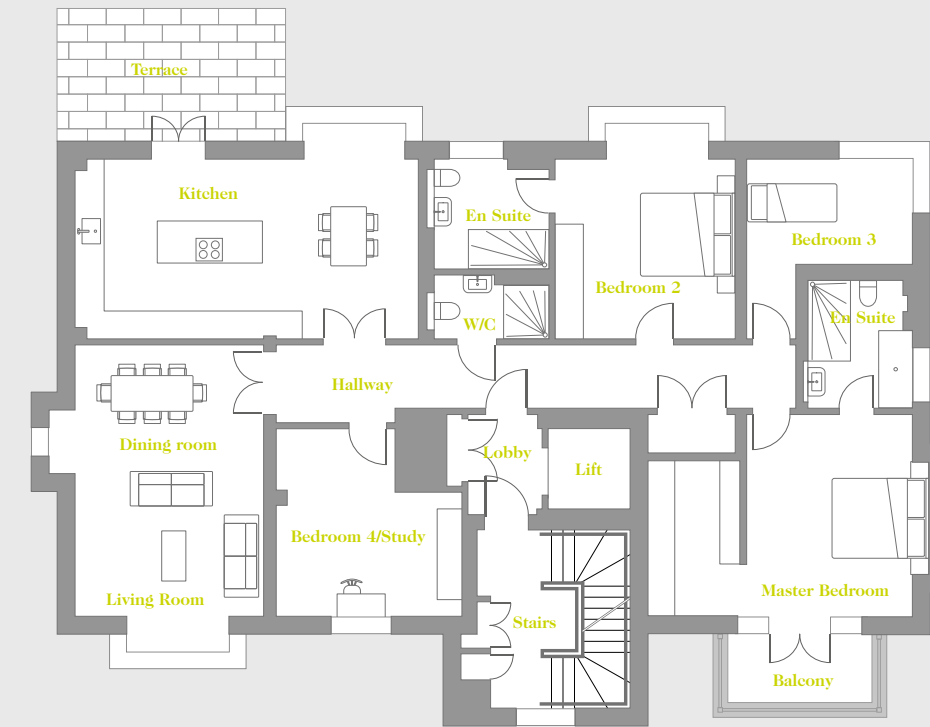 Terrace
Kitchen
En Suite
Bedroom 2
Bedroom 3
W/C
En Suite
Hallway
Dining room
Lobby
Lift
Bedroom 4/Study
Living Room
Master Bedroom
Stairs
Balcony